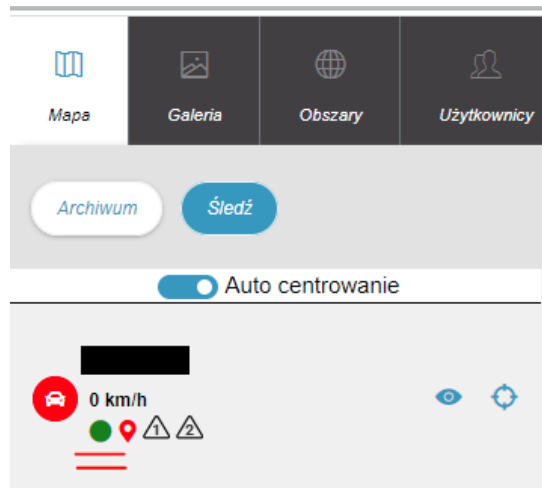 Mapa Galeria Obszary Użytkownicy
Archiwum Śledź
Auto centrowanie
0 km/h
1 2